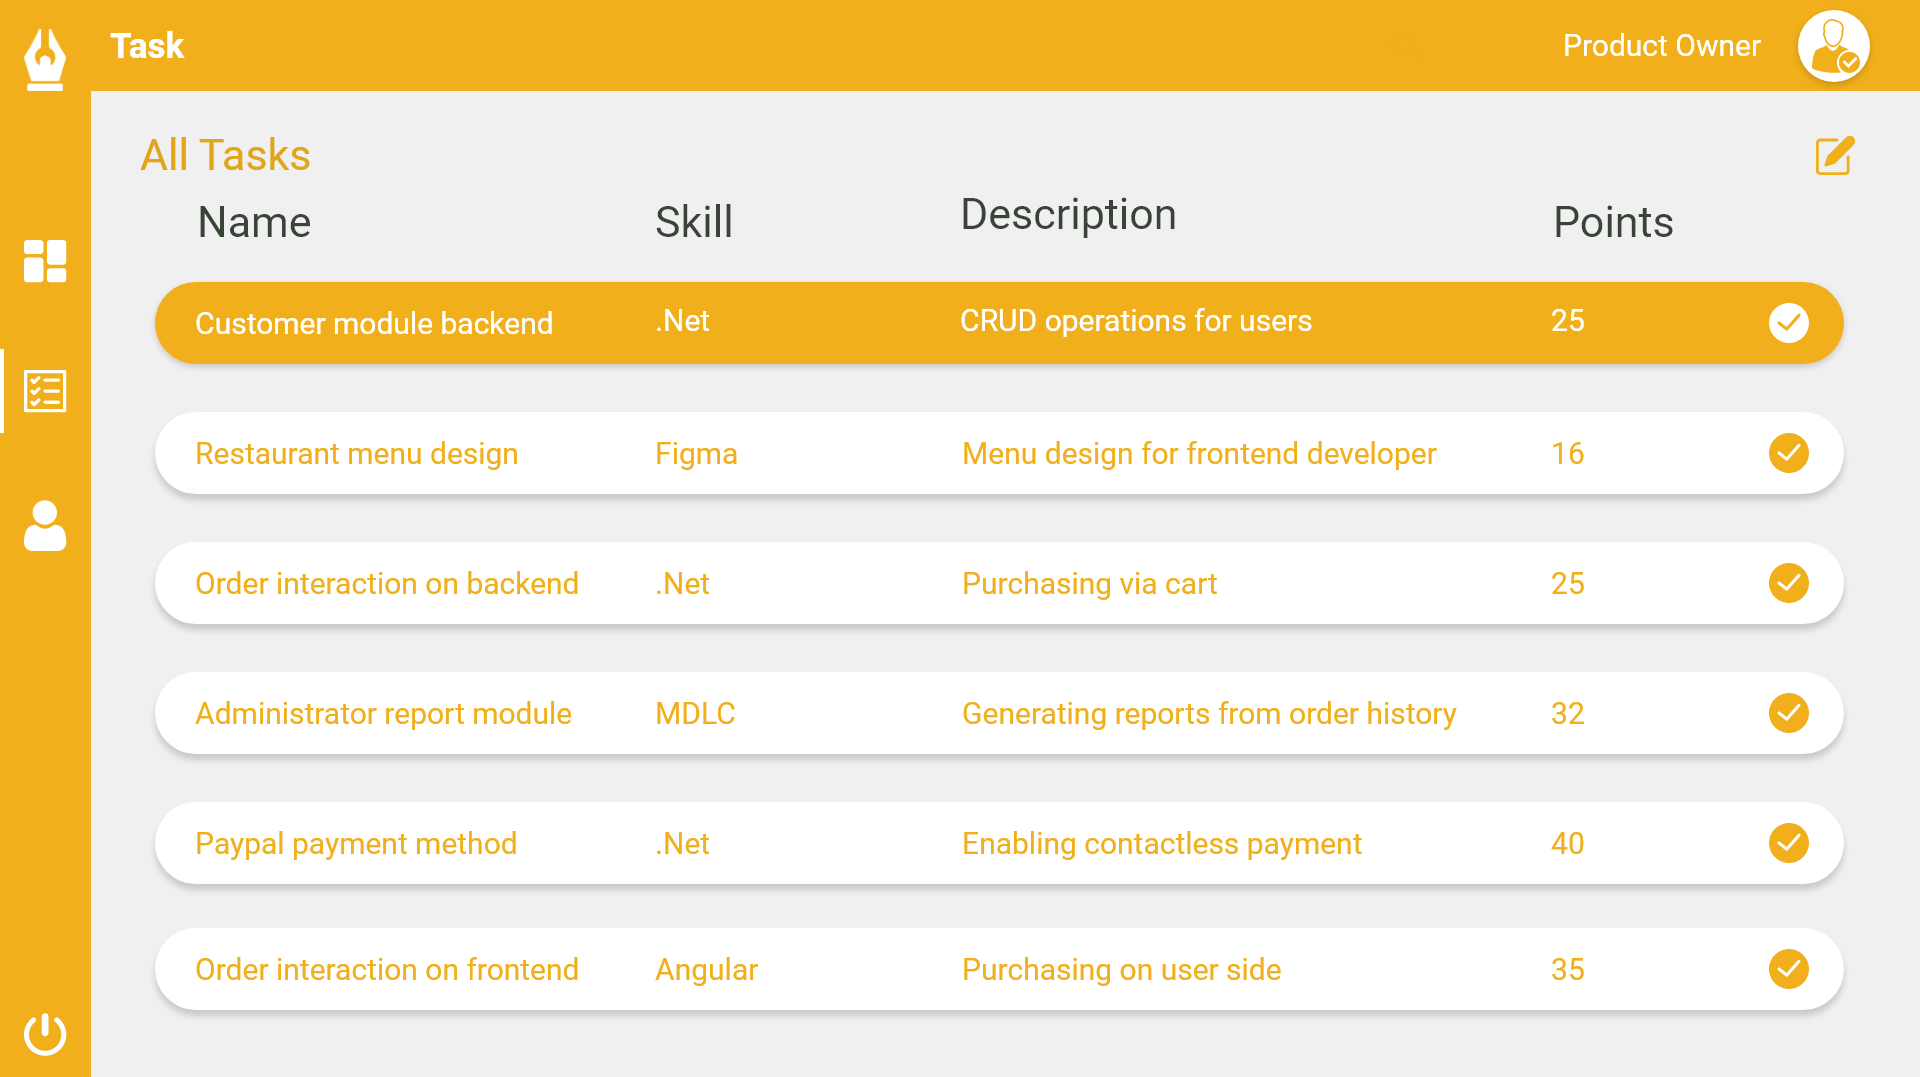 Task
Product Owner
All Tasks
Name Skill Description Points
Customer module backend .Net CRUD operations for users 25
Restaurant menu design Figma Menu design for frontend developer 16
Order interaction on backend .Net Purchasing via cart 25
Administrator report module MDLC Generating reports from order history 32
Paypal payment method .Net Enabling contactless payment 40
Order interaction on frontend Angular Purchasing on user side 35